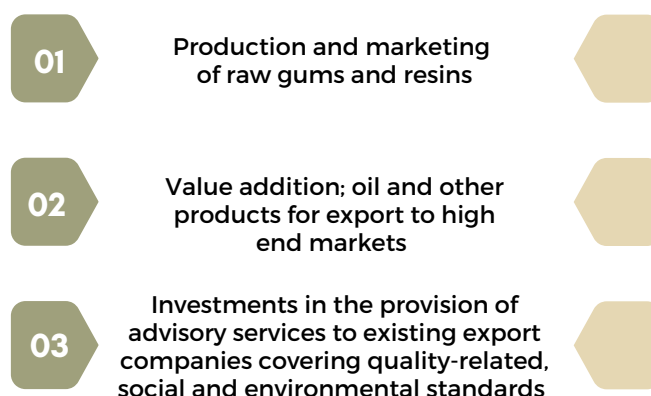 01
Production and marketing
of raw gums and resins
02
Value addition; oil and other
products for export to high
end markets
03
Investments in the provision of
advisory services to existing export
companies covering quality-related,
social and environmental standards